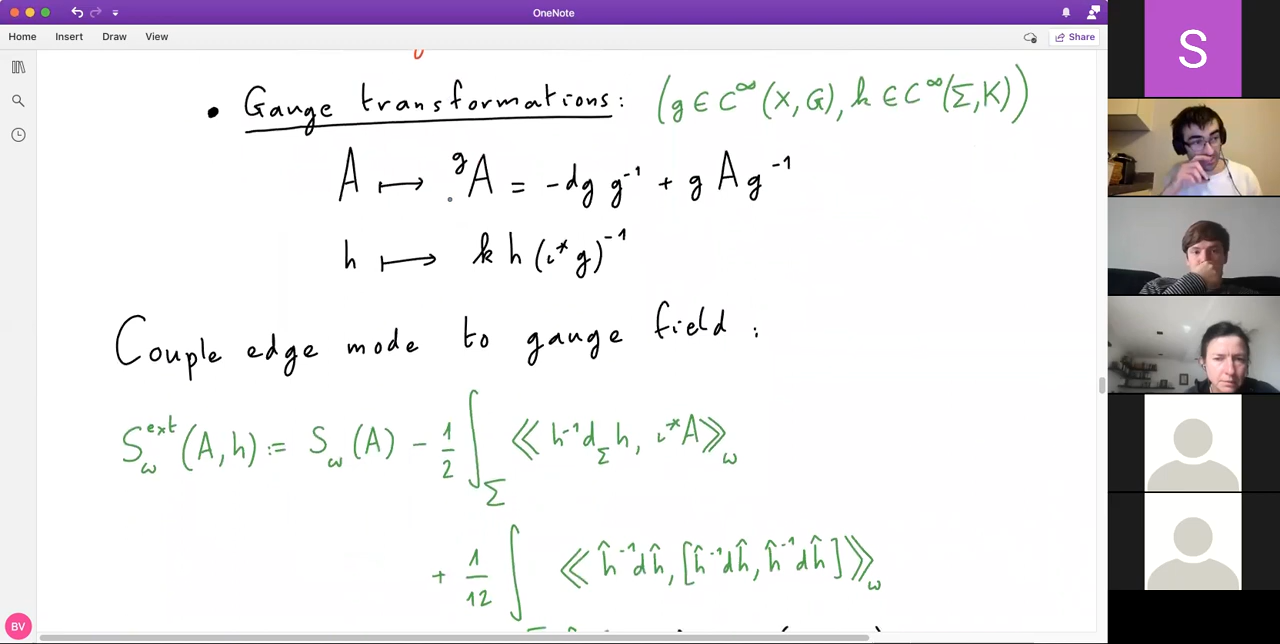 OneNote
Home Insert Draw View
Share
• Gauge transformations: (g ∈ C^∞(X, G), k ∈ C^∞(Σ, K))
A ↦ ^gA = -dg g^{-1} + g A g^{-1}
h ↦ k h (ι*g)^{-1}
Couple edge mode to gauge field:
S_ω^{ext}(A, h) := S_ω(A) - 1/2 ∫_Σ ⟪h^{-1}d_Σ h, ι*A⟫_ω
+ 1/12 ∫ ⟪ĥ^{-1}dĥ, [ĥ^{-1}dĥ, ĥ^{-1}dĥ]⟫_ω
S
BV